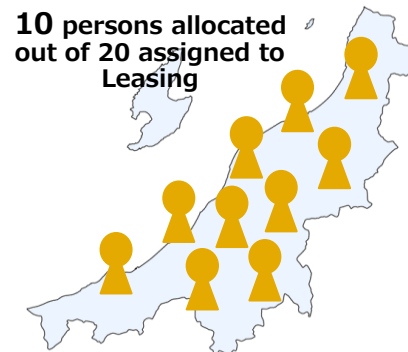 10 persons allocated
out of 20 assigned to
Leasing